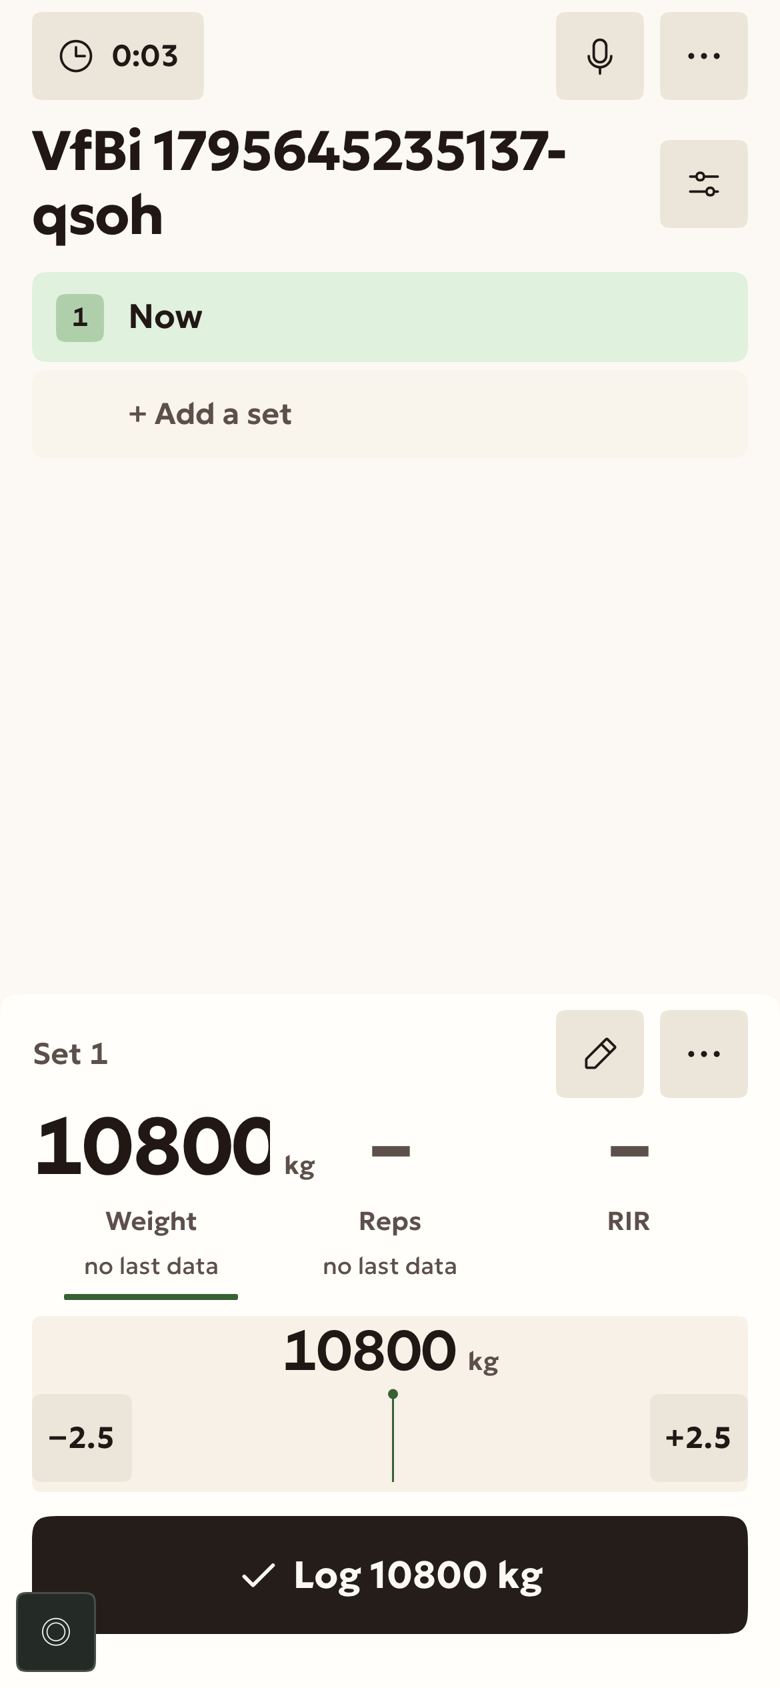 0:03
VfBi 1795645235137-
qsoh
1 Now
+ Add a set
Set 1
10800 kg – –
Weight Reps RIR
no last data no last data
10800 kg
−2.5 +2.5
Log 10800 kg